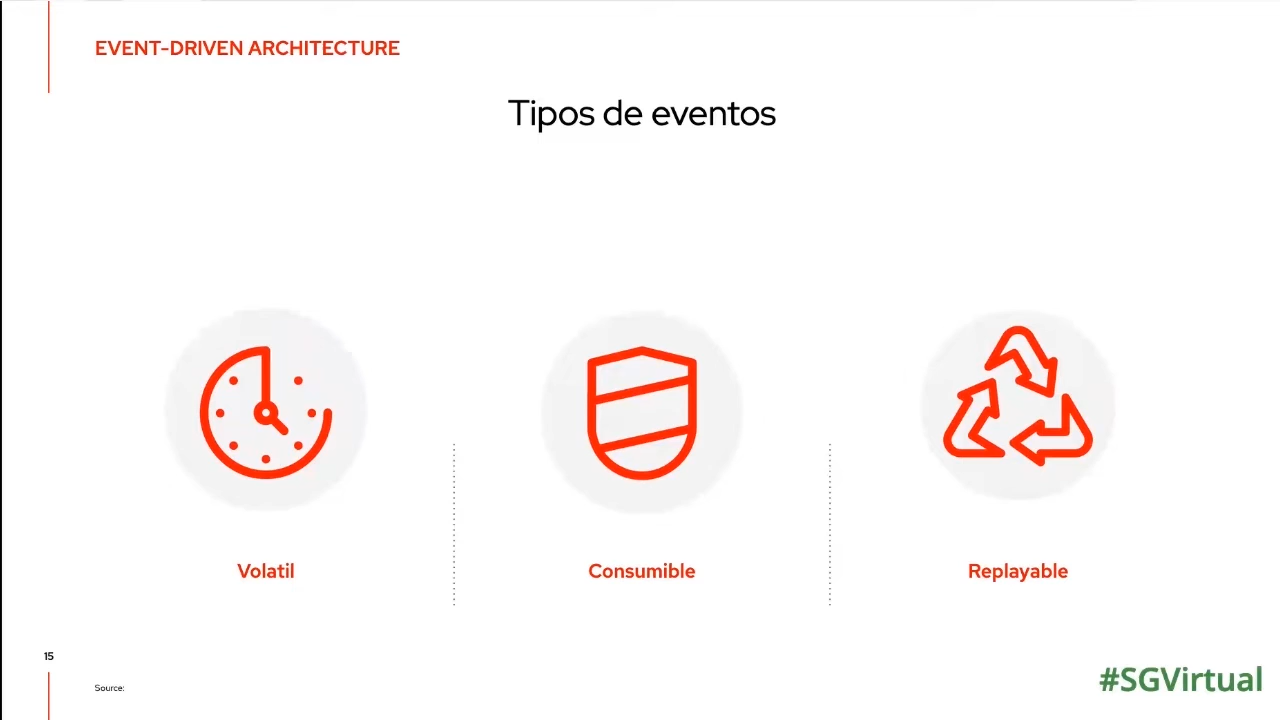 EVENT-DRIVEN ARCHITECTURE
Tipos de eventos
Volatil
Consumible
Replayable
15
Source:
#SGVirtual